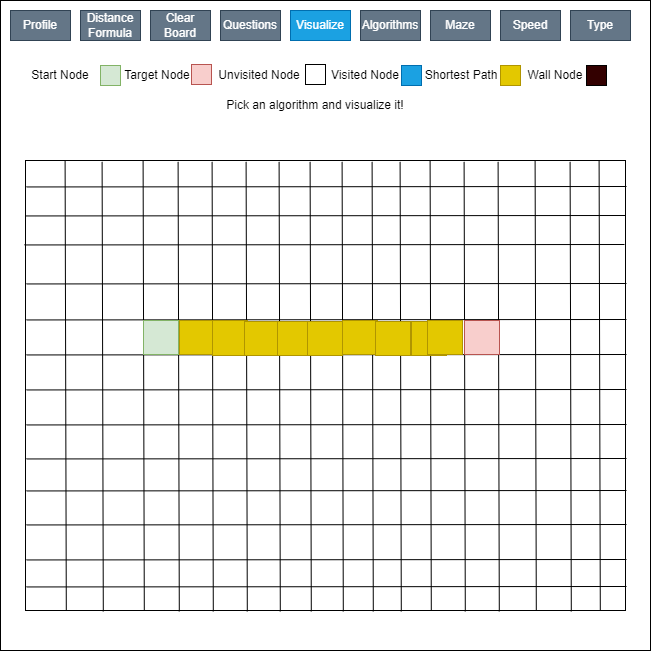 Profile
Distance
Formula
Clear
Board
Questions
Visualize
Algorithms
Maze
Speed
Type
Start Node
Target Node
Unvisited Node
Visited Node
Shortest Path
Wall Node
Pick an algorithm and visualize it!